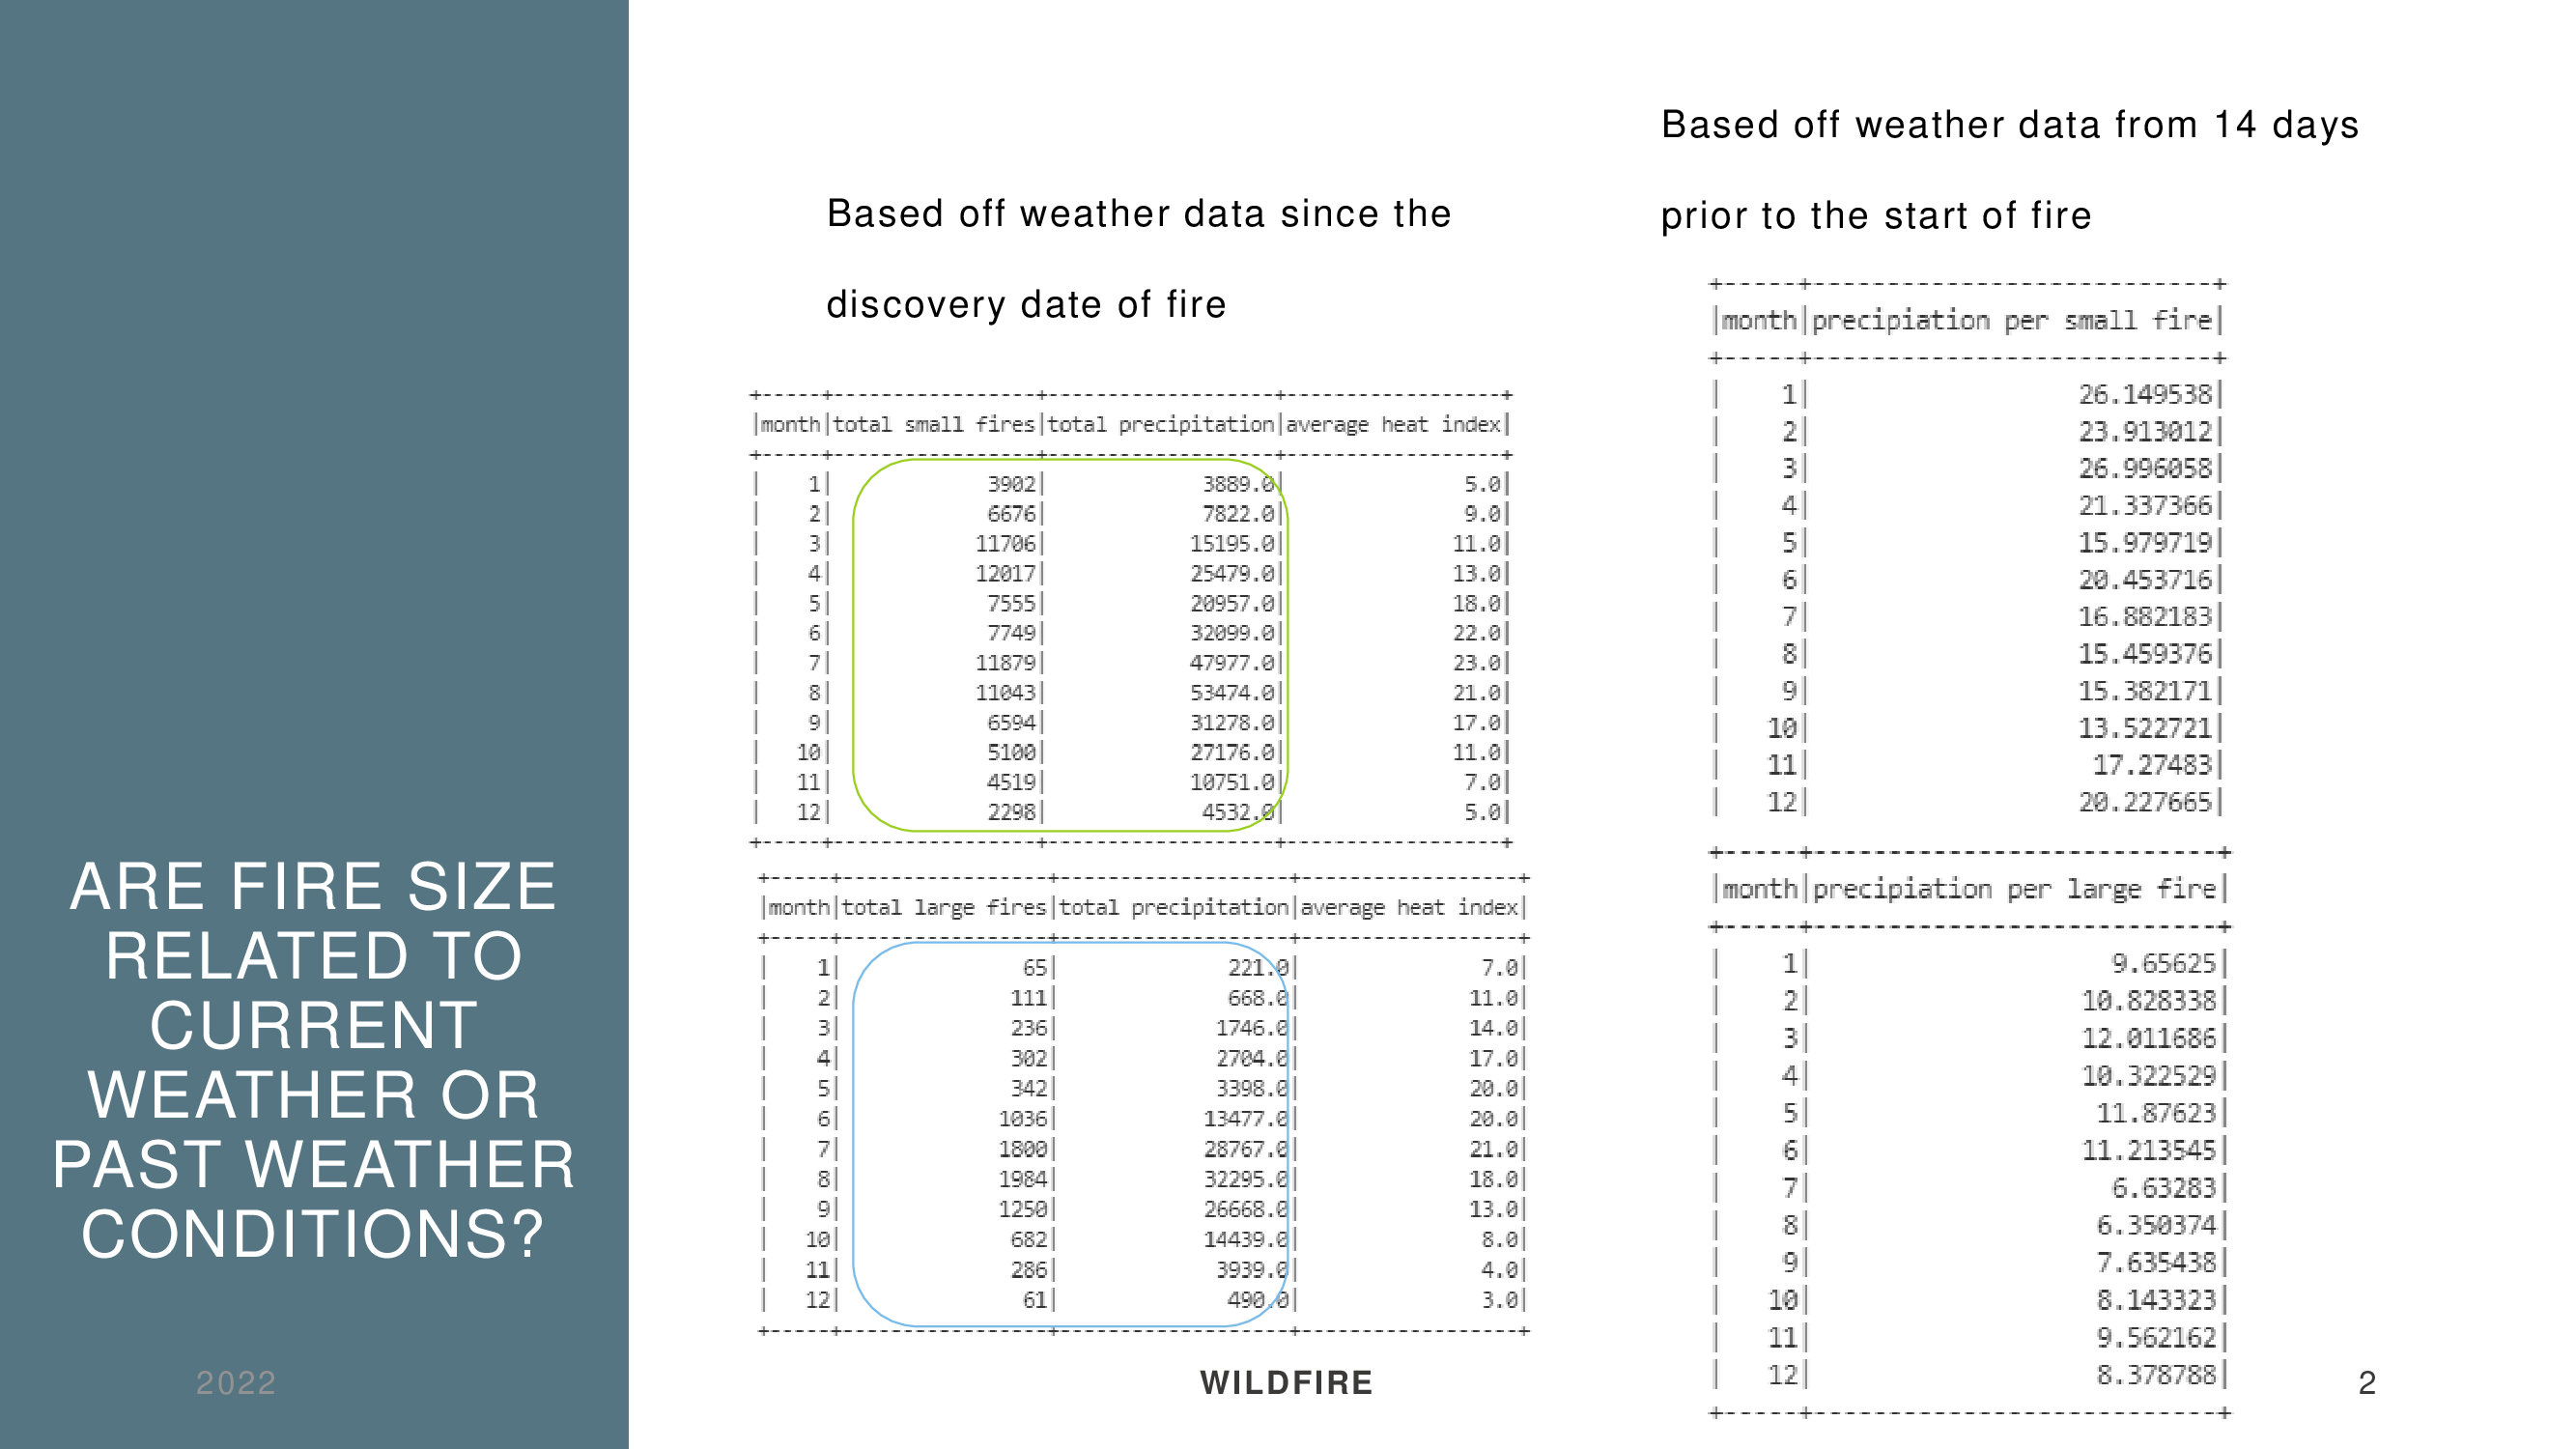 ARE FIRE SIZE
RELATED TO
CURRENT
WEATHER OR
PAST WEATHER
CONDITIONS?
2022
Based off weather data since the
discovery date of fire
+-----+-----------------+-------------------+------------------+
|month|total small fires|total precipitation|average heat index|
+-----+-----------------+-------------------+------------------+
| 1| 3902| 3889.0| 5.0|
| 2| 6676| 7822.0| 9.0|
| 3| 11706| 15195.0| 11.0|
| 4| 12017| 25479.0| 13.0|
| 5| 7555| 20957.0| 18.0|
| 6| 7749| 32099.0| 22.0|
| 7| 11879| 47977.0| 23.0|
| 8| 11043| 53474.0| 21.0|
| 9| 6594| 31278.0| 17.0|
| 10| 5100| 27176.0| 11.0|
| 11| 4519| 10751.0| 7.0|
| 12| 2298| 4532.0| 5.0|
+-----+-----------------+-------------------+------------------+
+-----+-----------------+-------------------+------------------+
|month|total large fires|total precipitation|average heat index|
+-----+-----------------+-------------------+------------------+
| 1| 65| 221.0| 7.0|
| 2| 111| 668.0| 11.0|
| 3| 236| 1746.0| 14.0|
| 4| 302| 2704.0| 17.0|
| 5| 342| 3398.0| 20.0|
| 6| 1036| 13477.0| 20.0|
| 7| 1800| 28767.0| 21.0|
| 8| 1984| 32295.0| 18.0|
| 9| 1250| 26668.0| 13.0|
| 10| 682| 14439.0| 8.0|
| 11| 286| 3939.0| 4.0|
| 12| 61| 490.0| 3.0|
+-----+-----------------+-------------------+------------------+
Based off weather data from 14 days
prior to the start of fire
+-----+---------------------------+
|month|precipiation per small fire|
+-----+---------------------------+
| 1| 26.149538|
| 2| 23.913012|
| 3| 26.996058|
| 4| 21.337366|
| 5| 15.979719|
| 6| 20.453716|
| 7| 16.882183|
| 8| 15.459376|
| 9| 15.382171|
| 10| 13.522721|
| 11| 17.27483|
| 12| 20.227665|
+-----+---------------------------+
|month|precipiation per large fire|
+-----+---------------------------+
| 1| 9.65625|
| 2| 10.828338|
| 3| 12.011686|
| 4| 10.322529|
| 5| 11.87623|
| 6| 11.213545|
| 7| 6.63283|
| 8| 6.350374|
| 9| 7.635438|
| 10| 8.143323|
| 11| 9.562162|
| 12| 8.378788|
+-----+---------------------------+
WILDFIRE
2